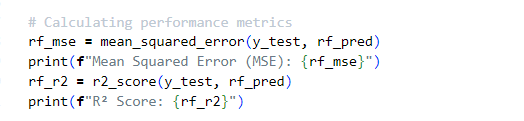 # Calculating performance metrics
rf_mse = mean_squared_error(y_test, rf_pred)
print(f"Mean Squared Error (MSE): {rf_mse}")
rf_r2 = r2_score(y_test, rf_pred)
print(f"R² Score: {rf_r2}")